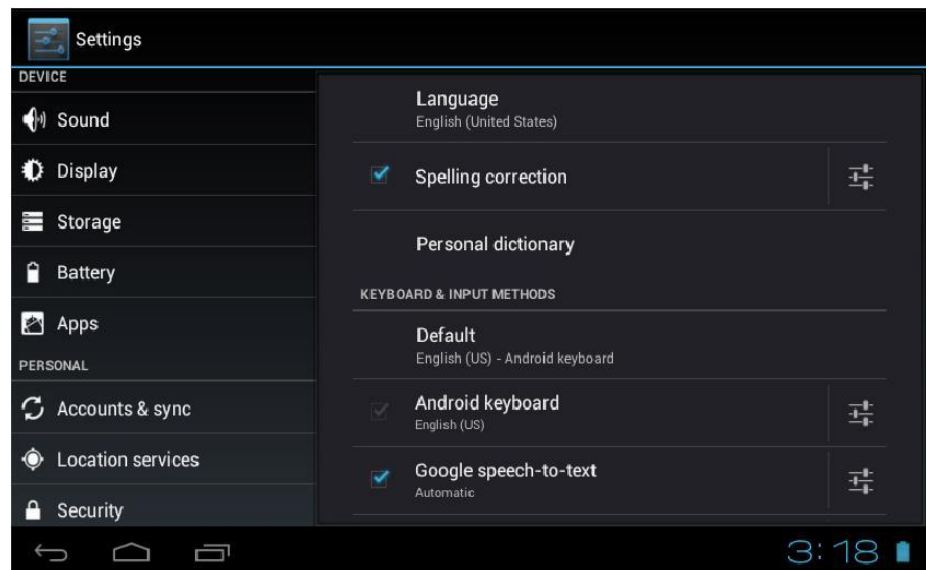 Settings
DEVICE
Sound
Display
Storage
Battery
Apps
PERSONAL
Accounts & sync
Location services
Security
Language
English (United States)
Spelling correction
Personal dictionary
KEYBOARD & INPUT METHODS
Default
English (US) - Android keyboard
Android keyboard
English (US)
Google speech-to-text
Automatic
3:18